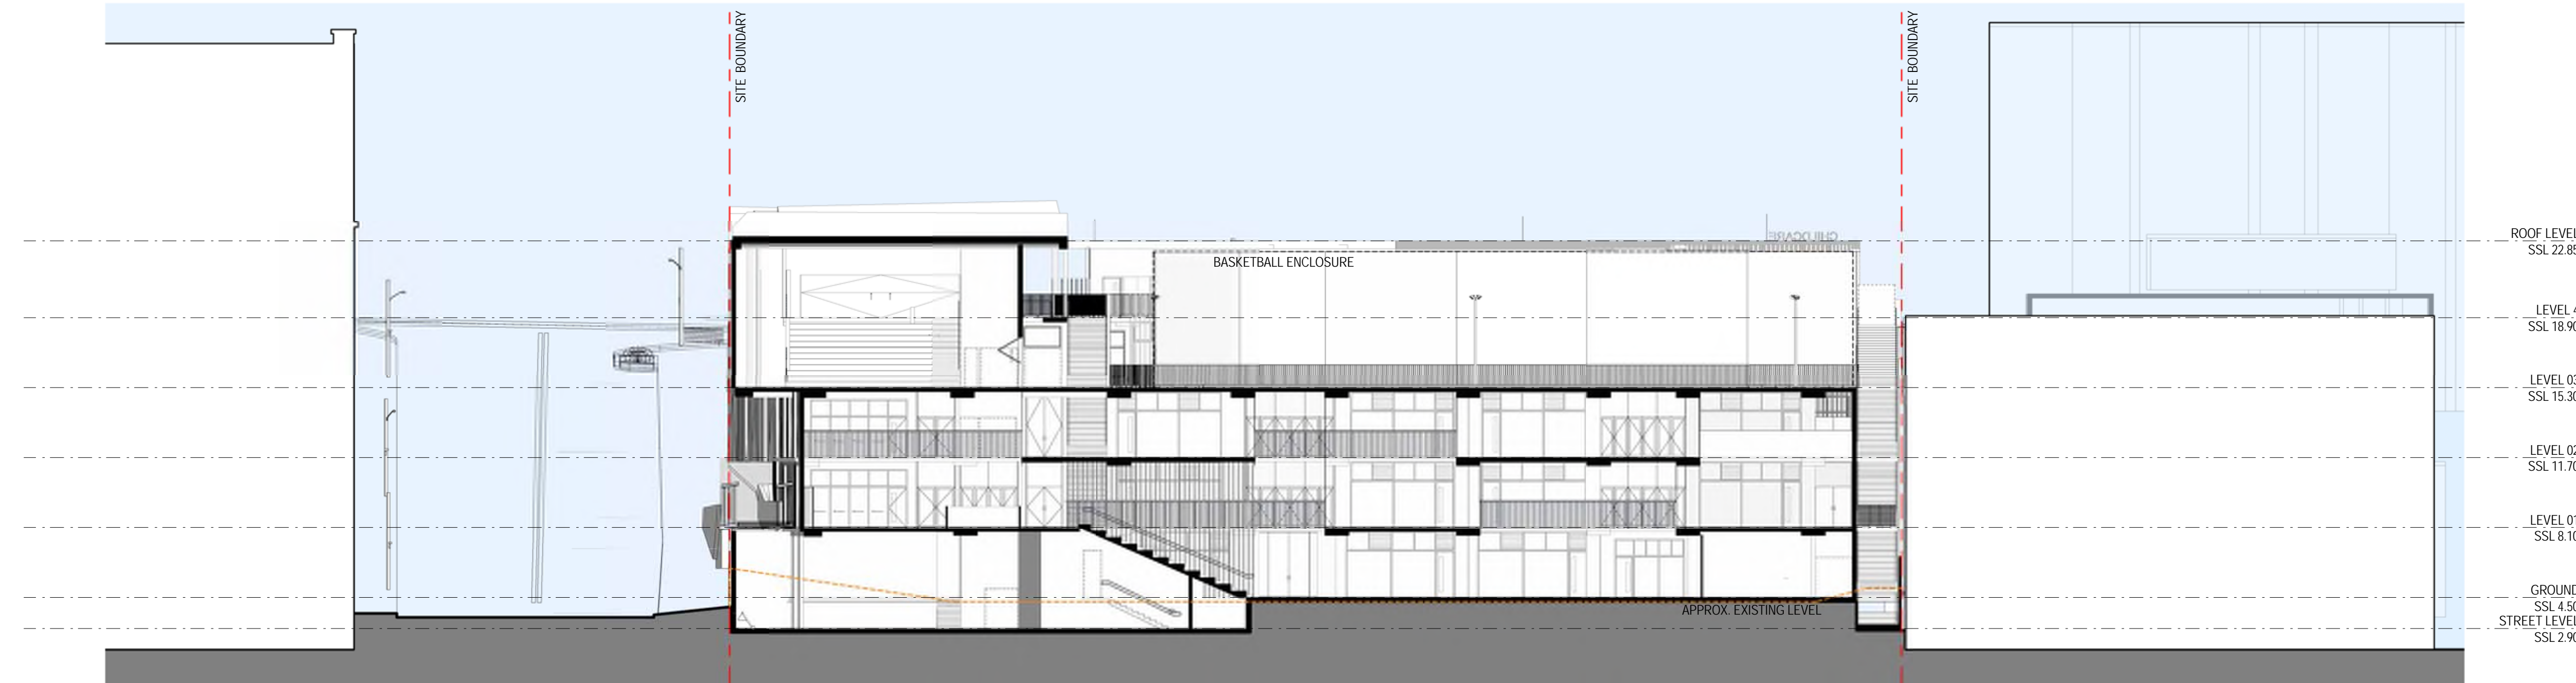 SITE BOUNDARY
SITE BOUNDARY
CHILDCARE
BASKETBALL ENCLOSURE
APPROX. EXISTING LEVEL
ROOF LEVEL
SSL 22.85
LEVEL 4
SSL 18.90
LEVEL 03
SSL 15.30
LEVEL 02
SSL 11.70
LEVEL 01
SSL 8.10
GROUND
SSL 4.50
STREET LEVEL
SSL 2.90